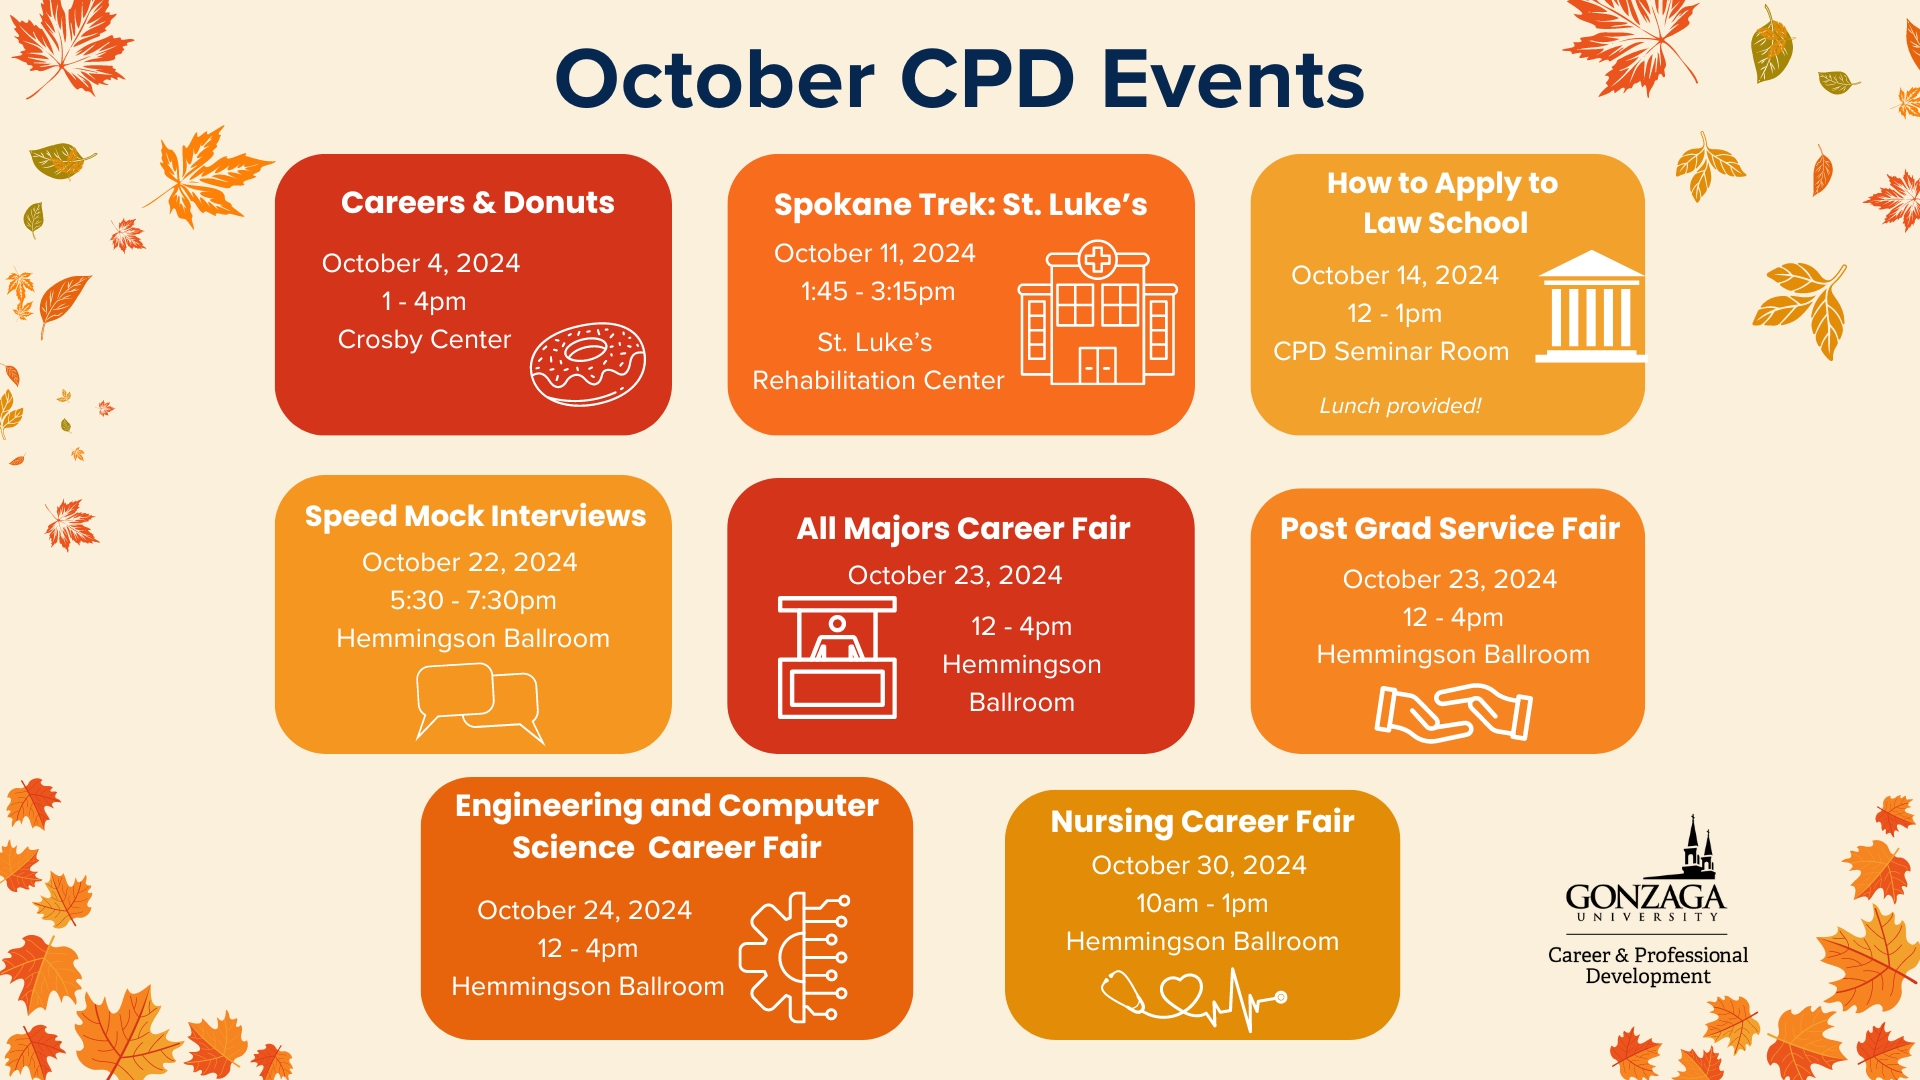 October CPD Events
Careers & Donuts
October 4, 2024
1 - 4pm
Crosby Center
Spokane Trek: St. Luke's
October 11, 2024
1:45 - 3:15pm
St. Luke's
Rehabilitation Center
How to Apply to
Law School
October 14, 2024
12 - 1pm
CPD Seminar Room
Lunch provided!
Speed Mock Interviews
October 22, 2024
5:30 - 7:30pm
Hemmingson Ballroom
All Majors Career Fair
October 23, 2024
12 - 4pm
Hemmingson
Ballroom
Post Grad Service Fair
October 23, 2024
12 - 4pm
Hemmingson Ballroom
Engineering and Computer
Science  Career Fair
October 24, 2024
12 - 4pm
Hemmingson Ballroom
Nursing Career Fair
October 30, 2024
10am - 1pm
Hemmingson Ballroom
GONZAGA
UNIVERSITY
Career & Professional
Development